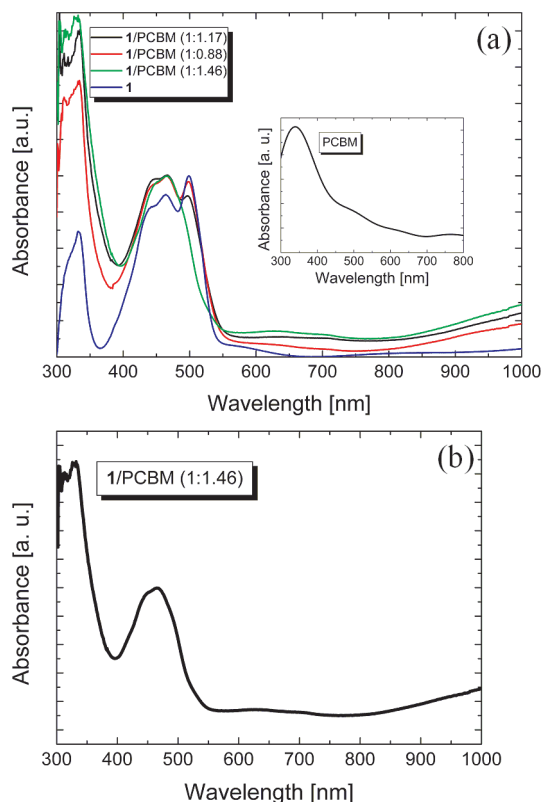 (a)
1/PCBM (1:1.17)
1/PCBM (1:0.88)
1/PCBM (1:1.46)
1
PCBM
Absorbance [a. u.]
300 400 500 600 700 800
Wavelength [nm]
Absorbance [a.u.]
300 400 500 600 700 800 900 1000
Wavelength [nm]
(b)
1/PCBM (1:1.46)
Absorbance [a. u.]
300 400 500 600 700 800 900 1000
Wavelength [nm]